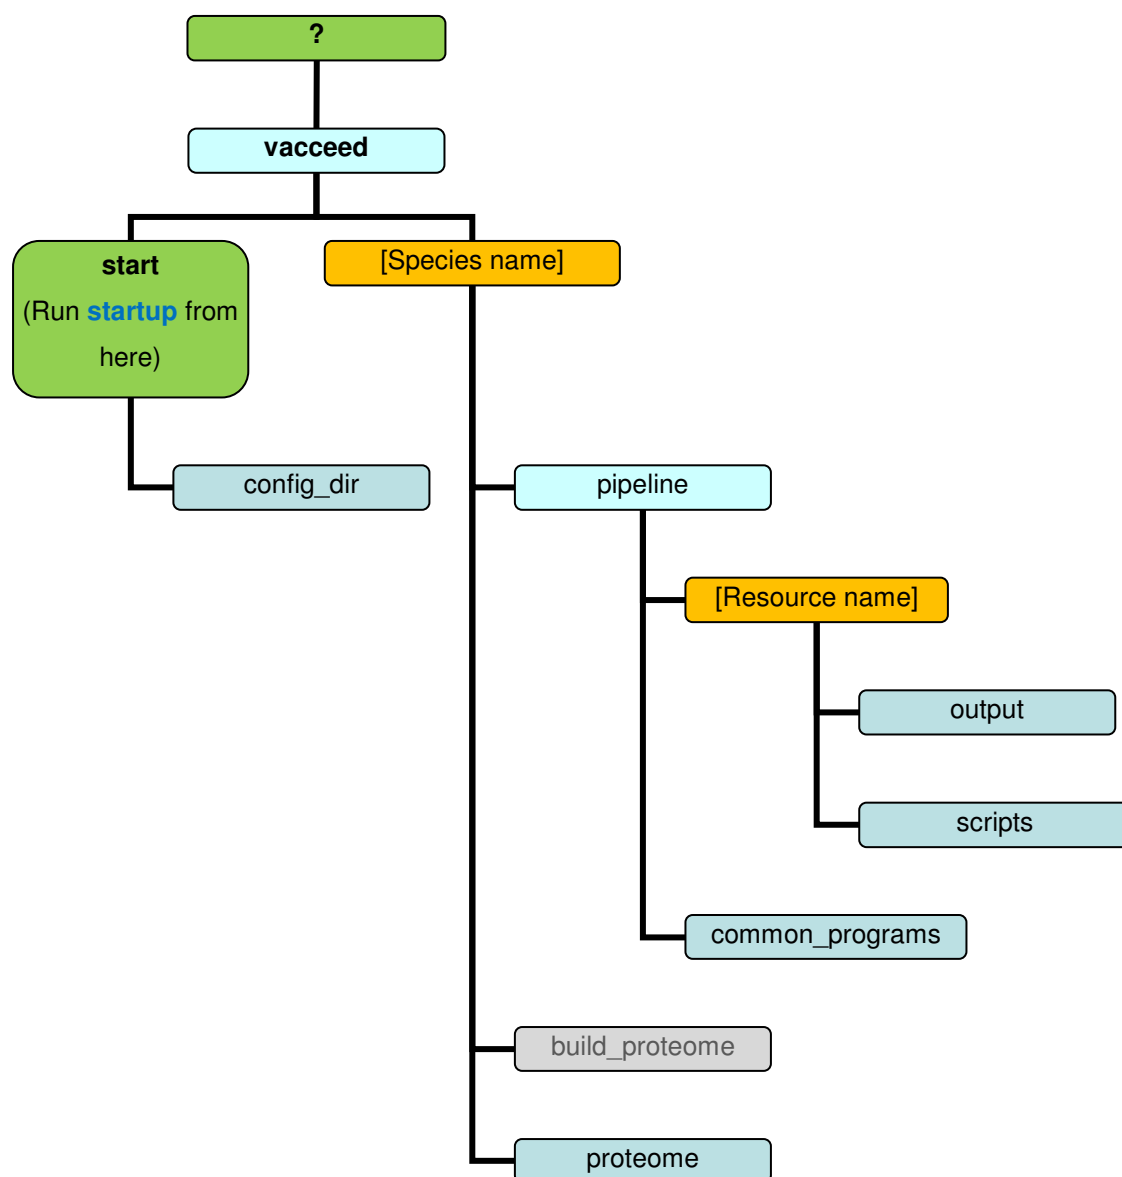 ?
vacceed
start
(Run startup from
here)
[Species name]
config_dir
pipeline
[Resource name]
output
scripts
common_programs
build_proteome
proteome